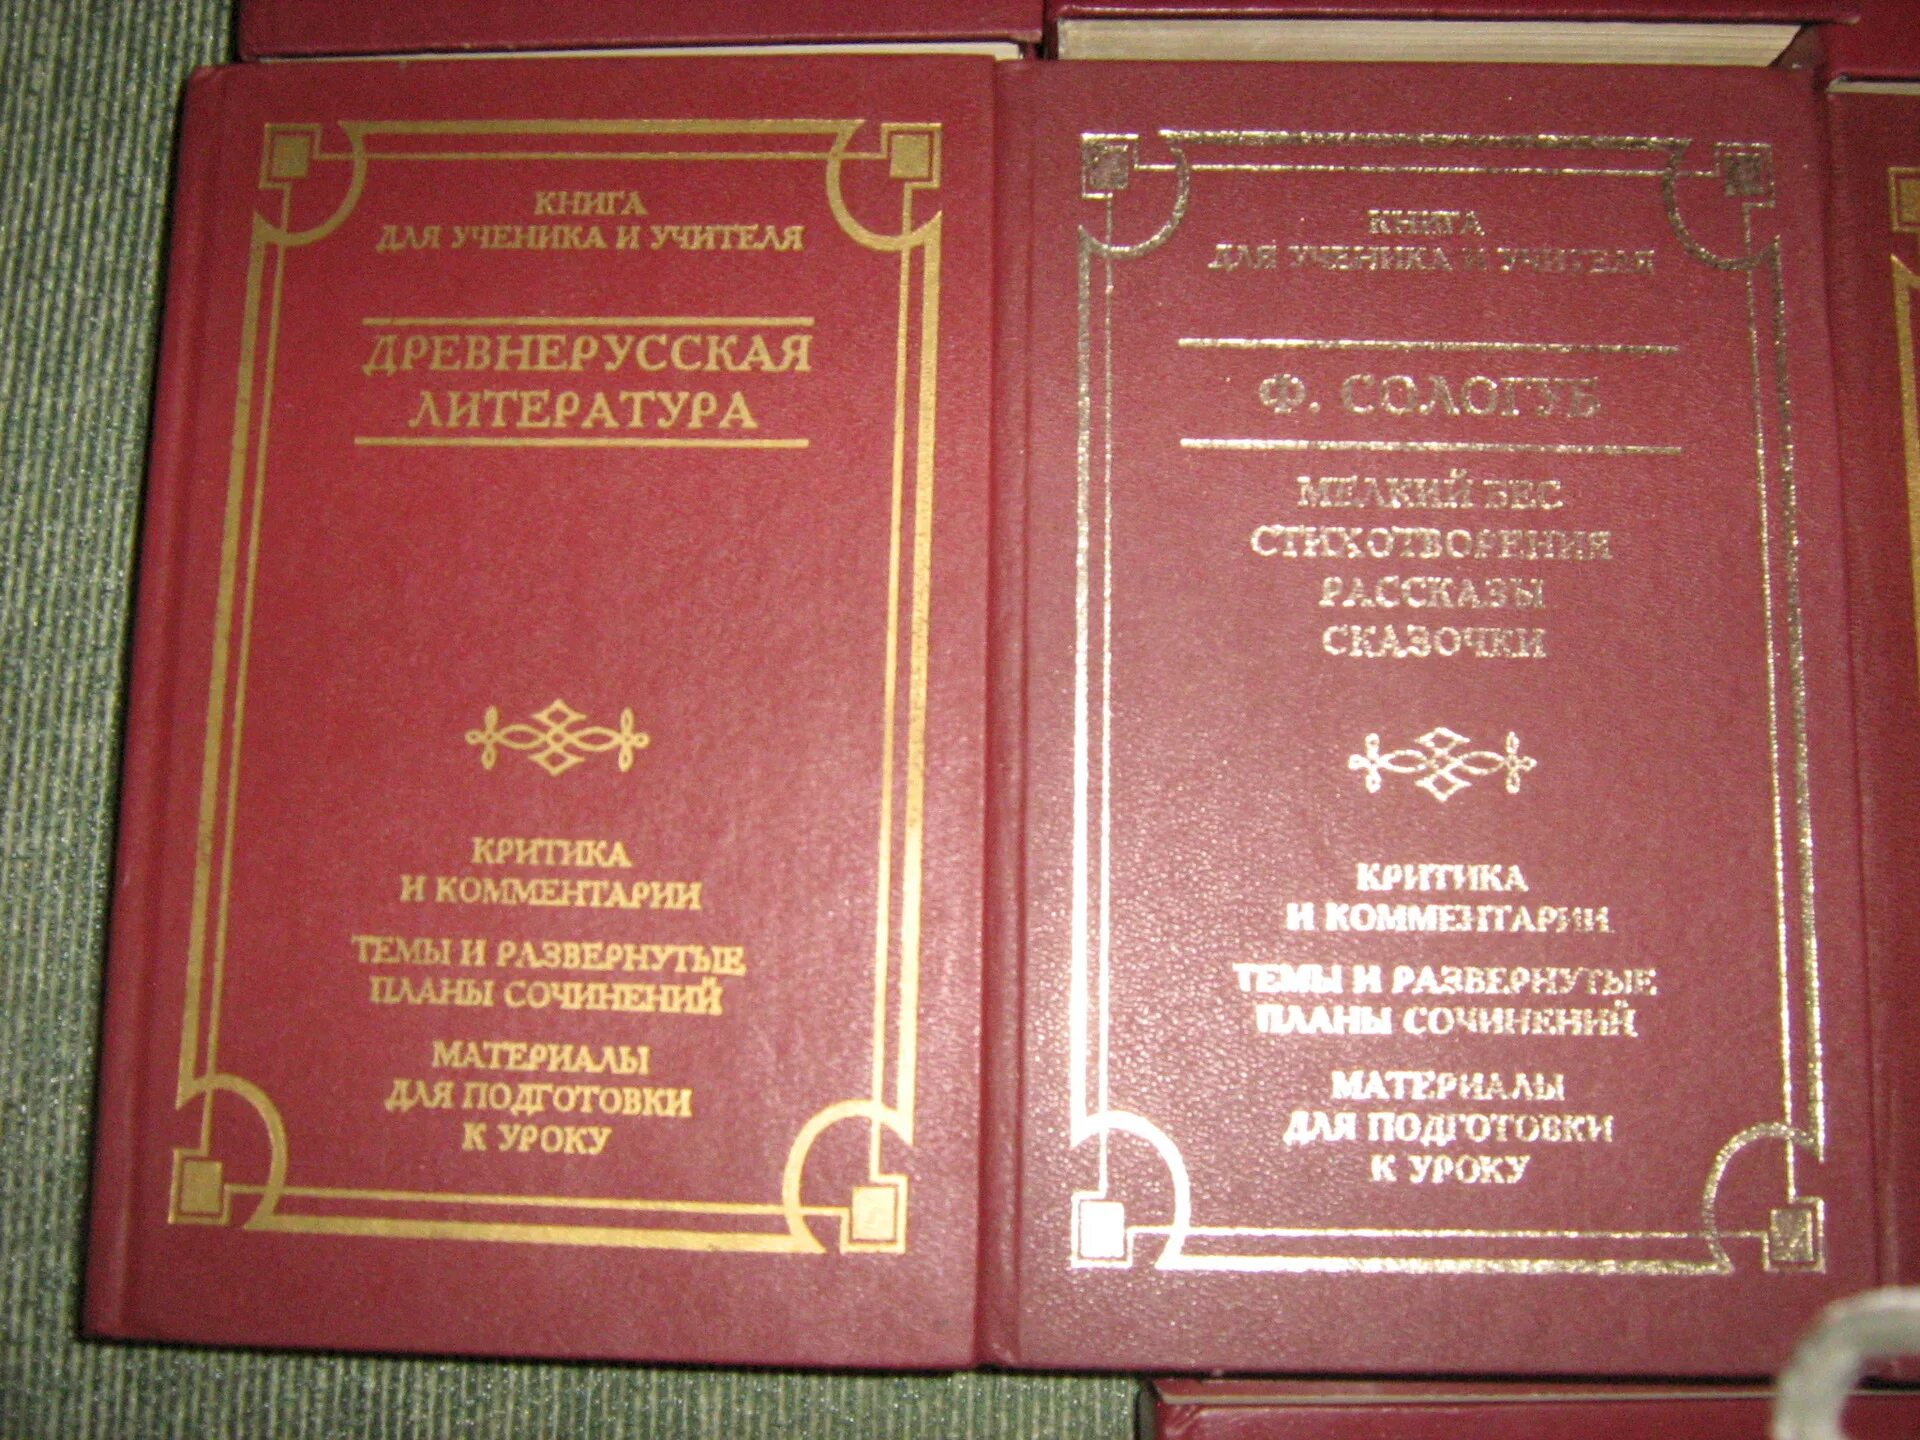 КНИГА
ДЛЯ УЧЕНИКА И УЧИТЕЛЯ
ДРЕВНЕРУССКАЯ
ЛИТЕРАТУРА
КРИТИКА
И КОММЕНТАРИИ
ТЕМЫ И РАЗВЕРНУТЫЕ
ПЛАНЫ СОЧИНЕНИЙ
МАТЕРИАЛЫ
ДЛЯ ПОДГОТОВКИ
К УРОКУ
КНИГА
ДЛЯ УЧЕНИКА И УЧИТЕЛЯ
Ф. СОЛОГУБ
МЕЛКИЙ БЕС
СТИХОТВОРЕНИЯ
РАССКАЗЫ
СКАЗОЧКИ
КРИТИКА
И КОММЕНТАРИИ
ТЕМЫ И РАЗВЕРНУТЫЕ
ПЛАНЫ СОЧИНЕНИЙ
МАТЕРИАЛЫ
ДЛЯ ПОДГОТОВКИ
К УРОКУ